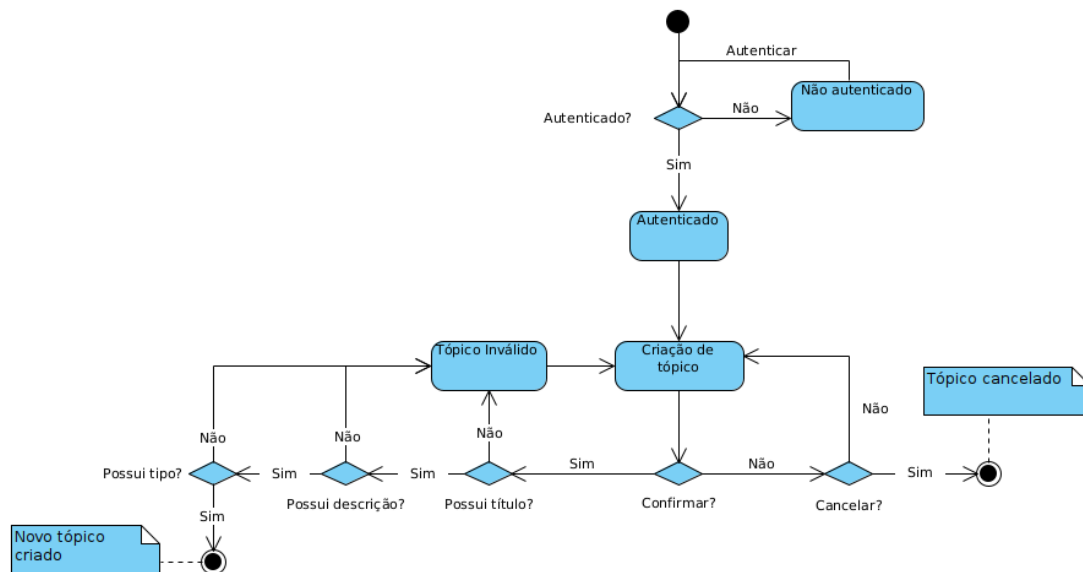 Autenticar
Não autenticado
Autenticado?
Não
Sim
Autenticado
Tópico Inválido
Criação de
tópico
Tópico cancelado
Não
Não
Não
Não
Possui tipo?
Sim
Sim
Sim
Não
Sim
Possui descrição?
Possui título?
Confirmar?
Cancelar?
Sim
Novo tópico
criado